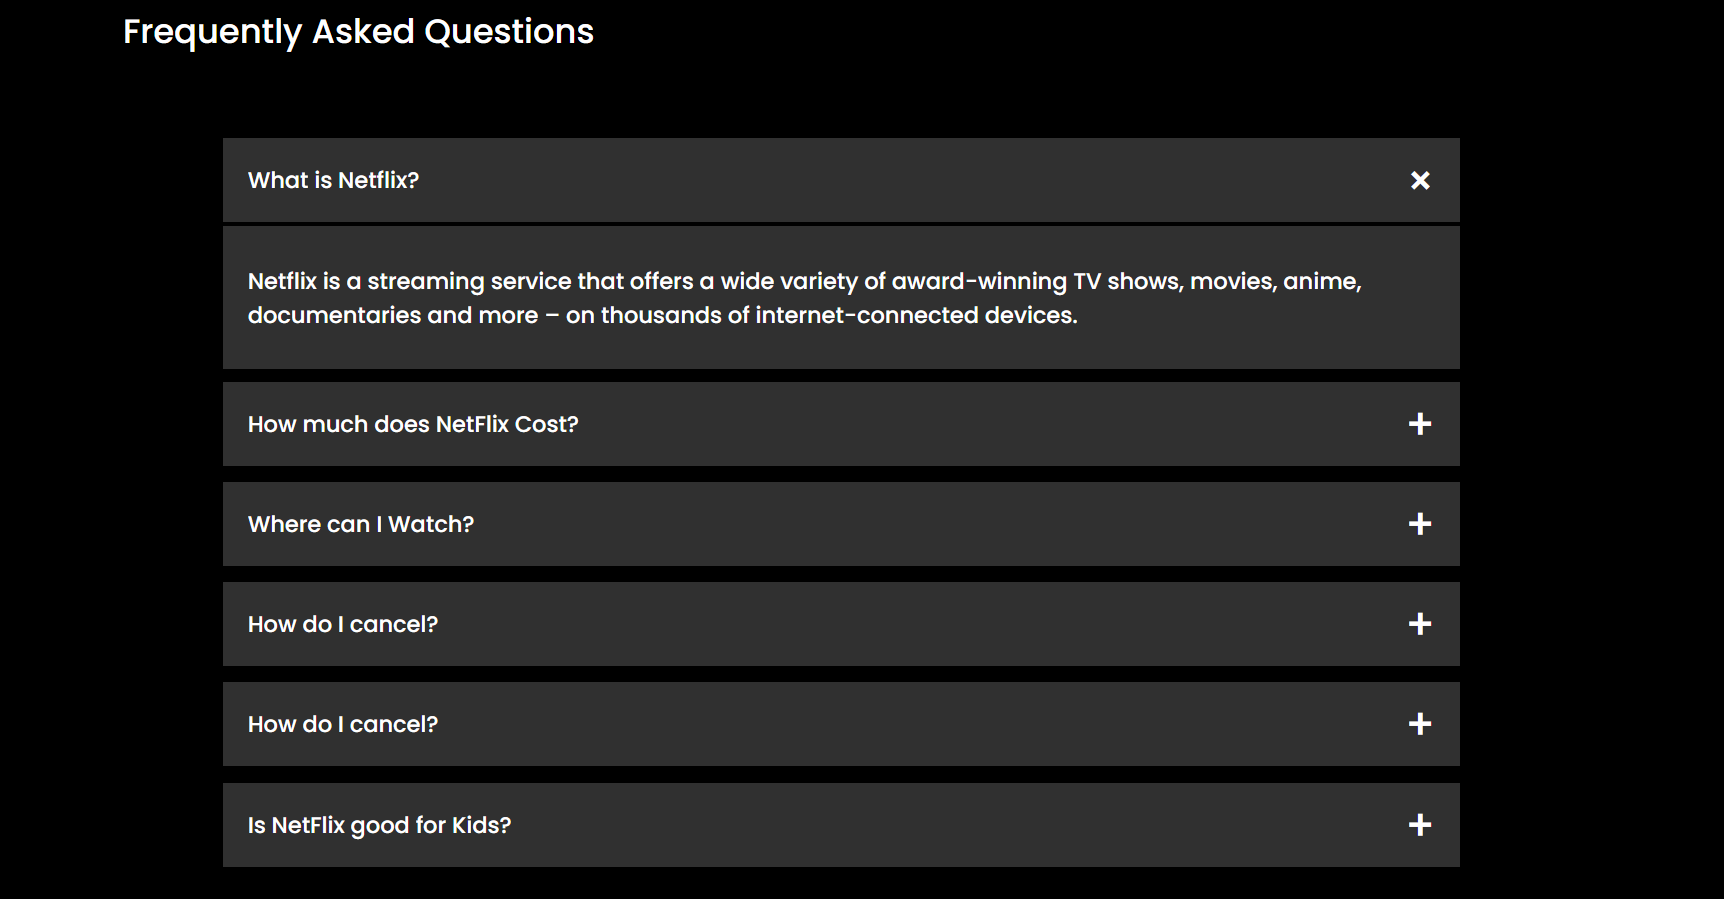 Frequently Asked Questions
What is Netflix?
Netflix is a streaming service that offers a wide variety of award-winning TV shows, movies, anime,
documentaries and more – on thousands of internet-connected devices.
How much does NetFlix Cost?
Where can I Watch?
How do I cancel?
How do I cancel?
Is NetFlix good for Kids?